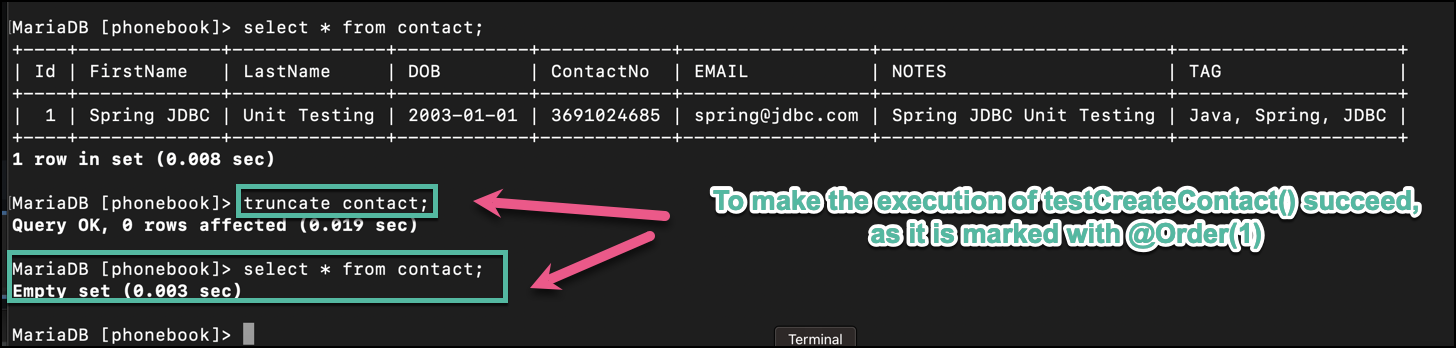 MariaDB [phonebook]> select * from contact;
+----+-------------+--------------+------------+------------+-----------------+--------------------------+--------------------+
| Id | FirstName | LastName | DOB | ContactNo | EMAIL | NOTES | TAG |
+----+-------------+--------------+------------+------------+-----------------+--------------------------+--------------------+
| 1 | Spring JDBC | Unit Testing | 2003-01-01 | 3691024685 | spring@jdbc.com | Spring JDBC Unit Testing | Java, Spring, JDBC |
+----+-------------+--------------+------------+------------+-----------------+--------------------------+--------------------+
1 row in set (0.008 sec)
MariaDB [phonebook]> truncate contact;
Query OK, 0 rows affected (0.019 sec)
To make the execution of testCreateContact() succeed,
as it is marked with @Order(1)
MariaDB [phonebook]> select * from contact;
Empty set (0.003 sec)
MariaDB [phonebook]>
Terminal